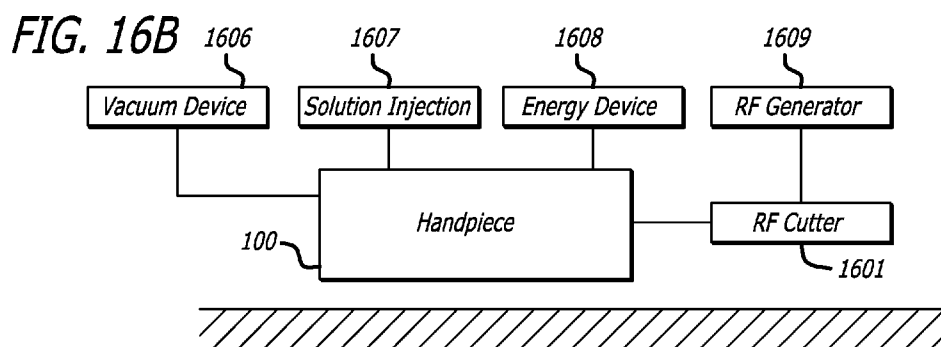 FIG. 16B
1606 1607 1608 1609
Vacuum Device Solution Injection Energy Device RF Generator
Handpiece RF Cutter
100 1601